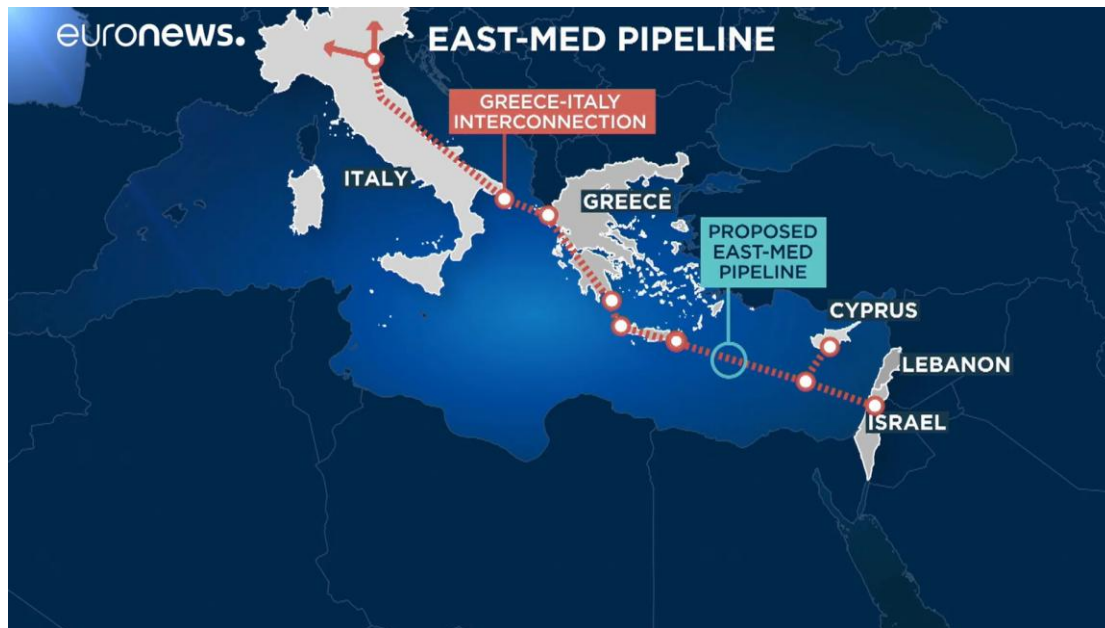 euronews.
EAST-MED PIPELINE
GREECE-ITALY
INTERCONNECTION
ITALY
GREECE
PROPOSED
EAST-MED
PIPELINE
CYPRUS
LEBANON
ISRAEL